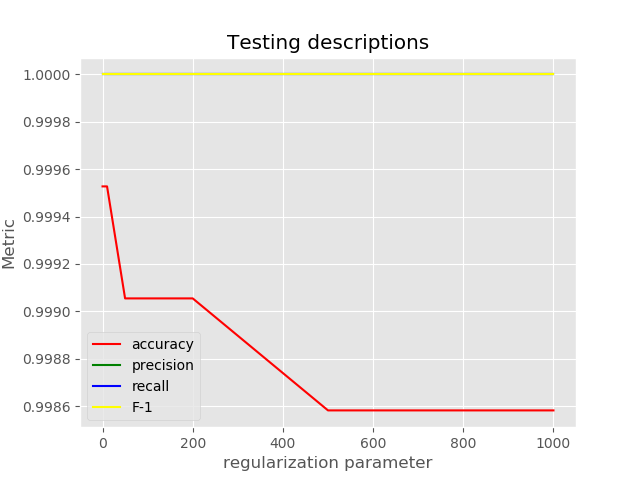 Testing descriptions
1.0000
0.9998
0.9996
0.9994
0.9992
0.9990
0.9988
0.9986
Metric
accuracy
precision
recall
F-1
0 200 400 600 800 1000
regularization parameter